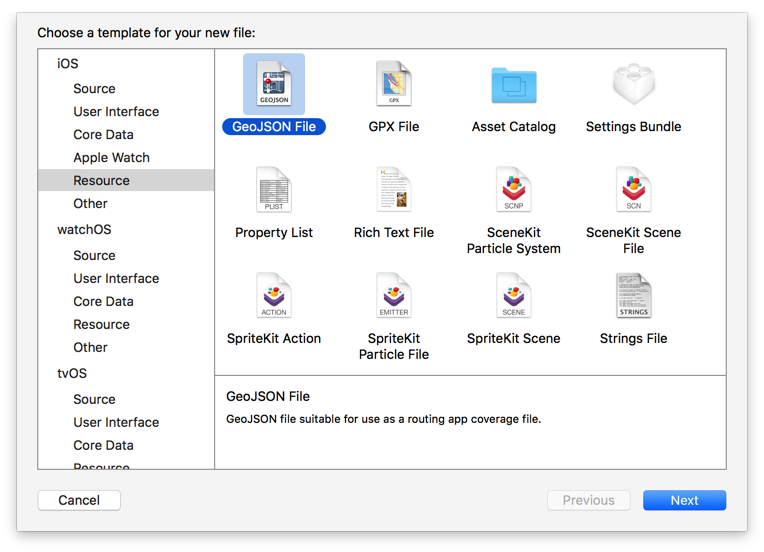 Choose a template for your new file:
iOS
Source
User Interface
Core Data
Apple Watch
Resource
Other
watchOS
Source
User Interface
Core Data
Resource
Other
tvOS
Source
User Interface
Core Data
Resource
GEOJSON
GeoJSON File
GPX
GPX File
Asset Catalog
Settings Bundle
PLIST
Property List
Rich Text File
SCNP
SceneKit
Particle System
SCN
SceneKit Scene
File
ACTION
SpriteKit Action
EMITTER
SpriteKit
Particle File
SCENE
SpriteKit Scene
STRINGS
Strings File
GeoJSON File
GeoJSON file suitable for use as a routing app coverage file.
Cancel
Previous
Next